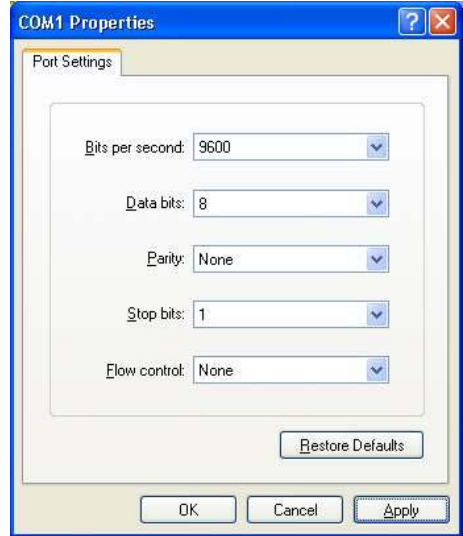 COM1 Properties
Port Settings
Bits per second: 9600
Data bits: 8
Parity: None
Stop bits: 1
Flow control: None
Restore Defaults
OK Cancel Apply